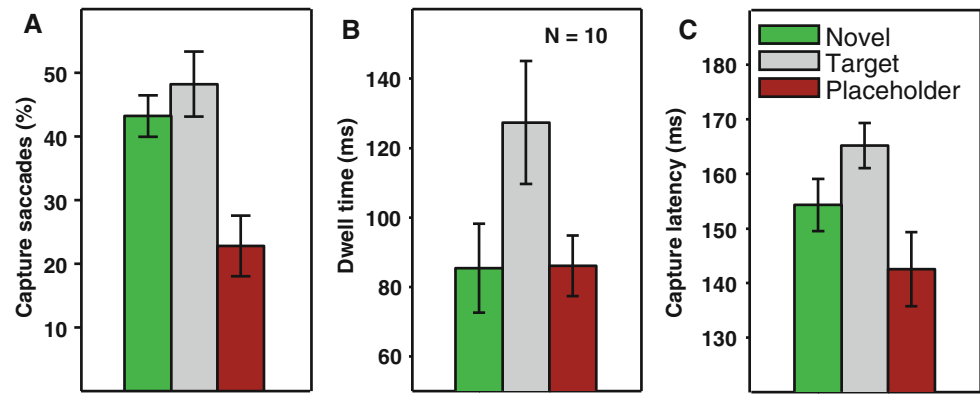 A
Capture saccades (%)
50
40
30
20
10
B
N = 10
Dwell time (ms)
140
120
100
80
60
C
Novel
Target
Placeholder
Capture latency (ms)
180
170
160
150
140
130